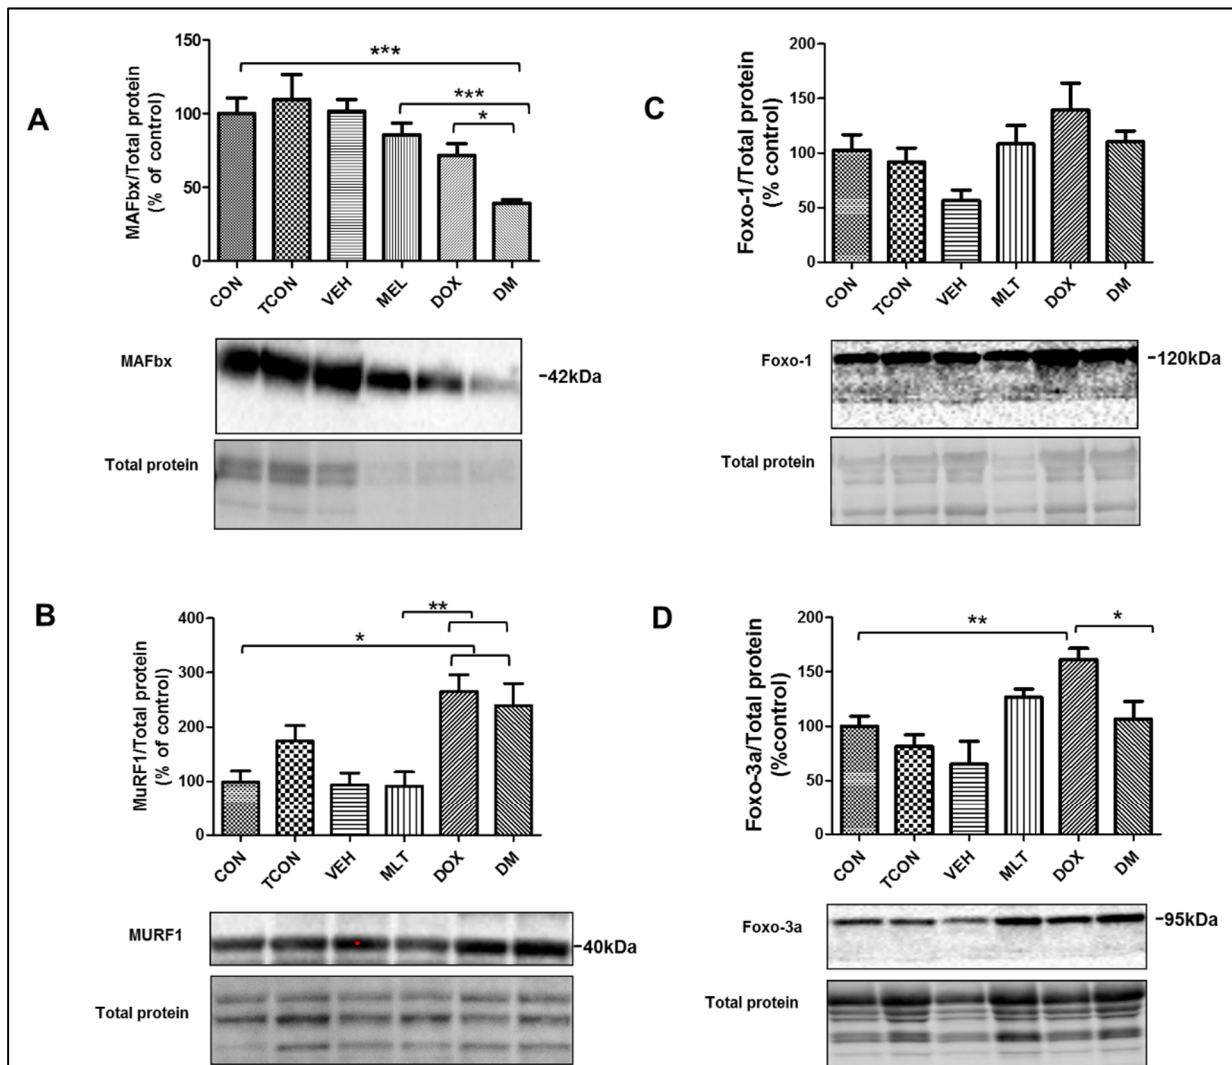 A
MAFbx/Total protein
(% of control)
150
100
50
0
***
***
*
CON TCON VEH MEL DOX DM
MAFbx
-42kDa
Total protein
C
Foxo-1/Total protein
(% control)
200
150
100
50
0
CON TCON VEH MLT DOX DM
Foxo-1
-120kDa
Total protein
B
MuRF1/Total protein
(% of control)
400
300
200
100
0
**
*
CON TCON VEH MLT DOX DM
MURF1
-40kDa
Total protein
D
Foxo-3a/Total protein
(%control)
200
150
100
50
0
**
*
CON TCON VEH MLT DOX DM
Foxo-3a
-95kDa
Total protein